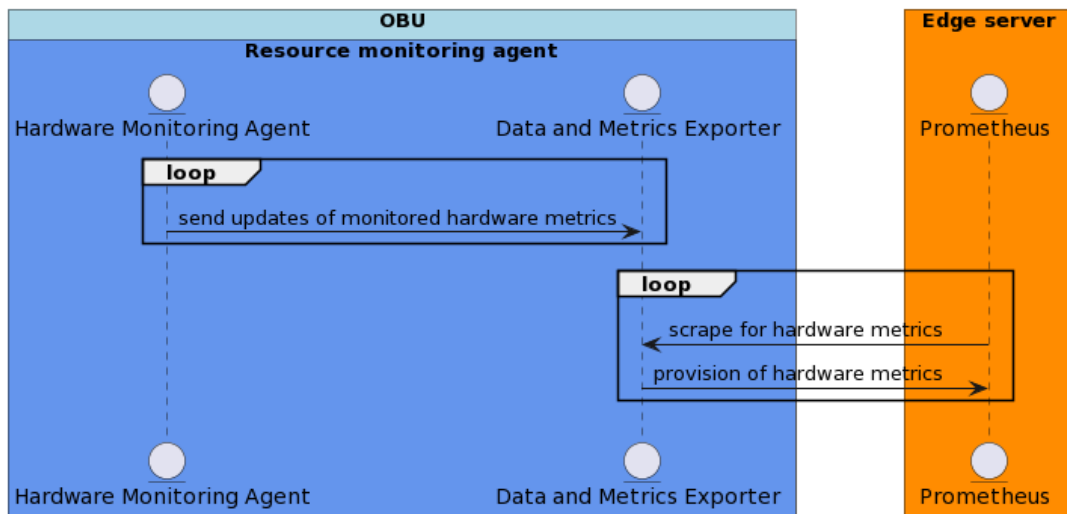 OBU
Edge server
Resource monitoring agent
Hardware Monitoring Agent
Data and Metrics Exporter
Prometheus
loop
send updates of monitored hardware metrics
loop
scrape for hardware metrics
provision of hardware metrics
Hardware Monitoring Agent
Data and Metrics Exporter
Prometheus